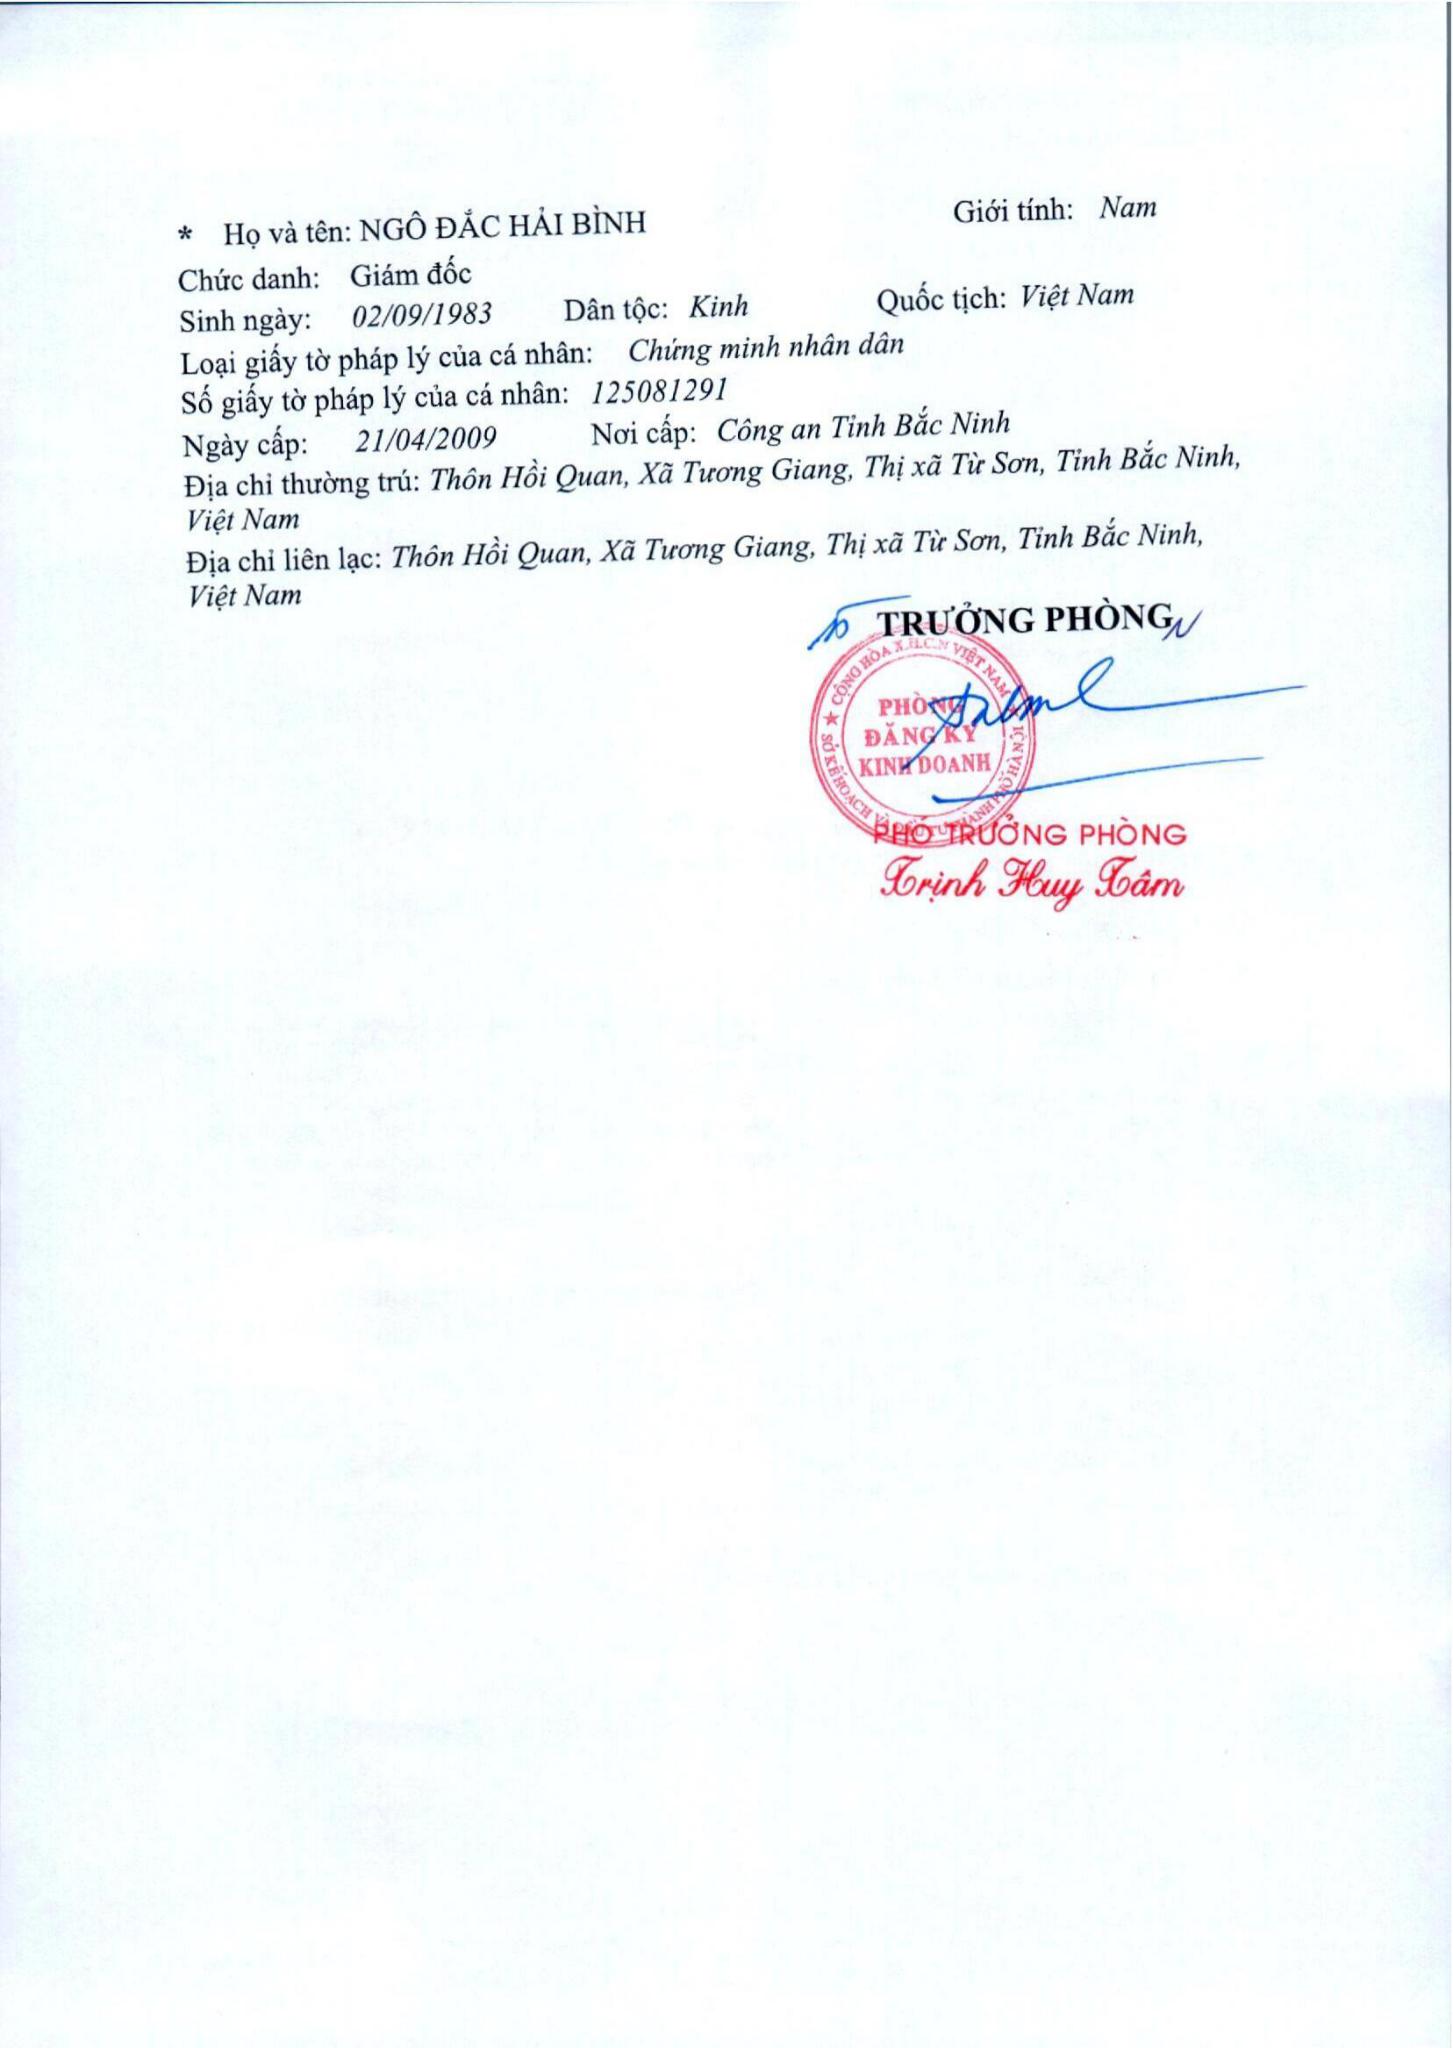 * Họ và tên: NGÔ ĐẮC HẢI BÌNH Giới tính: Nam
Chức danh: Giám đốc
Sinh ngày: 02/09/1983 Dân tộc: Kinh Quốc tịch: Việt Nam
Loại giấy tờ pháp lý của cá nhân: Chứng minh nhân dân
Số giấy tờ pháp lý của cá nhân: 125081291
Ngày cấp: 21/04/2009 Nơi cấp: Công an Tỉnh Bắc Ninh
Địa chỉ thường trú: Thôn Hồi Quan, Xã Tương Giang, Thị xã Từ Sơn, Tỉnh Bắc Ninh,
Việt Nam
Địa chỉ liên lạc: Thôn Hồi Quan, Xã Tương Giang, Thị xã Từ Sơn, Tỉnh Bắc Ninh,
Việt Nam
TRƯỞNG PHÒNG
★ CỘNG HÒA X.H.C.N VIỆT NAM ★
PHÒNG
ĐĂNG KÝ
KINH DOANH
SỞ KẾ HOẠCH VÀ ĐẦU TƯ THÀNH PHỐ HÀ NỘI
PHÓ TRƯỞNG PHÒNG
Trịnh Huy Tâm